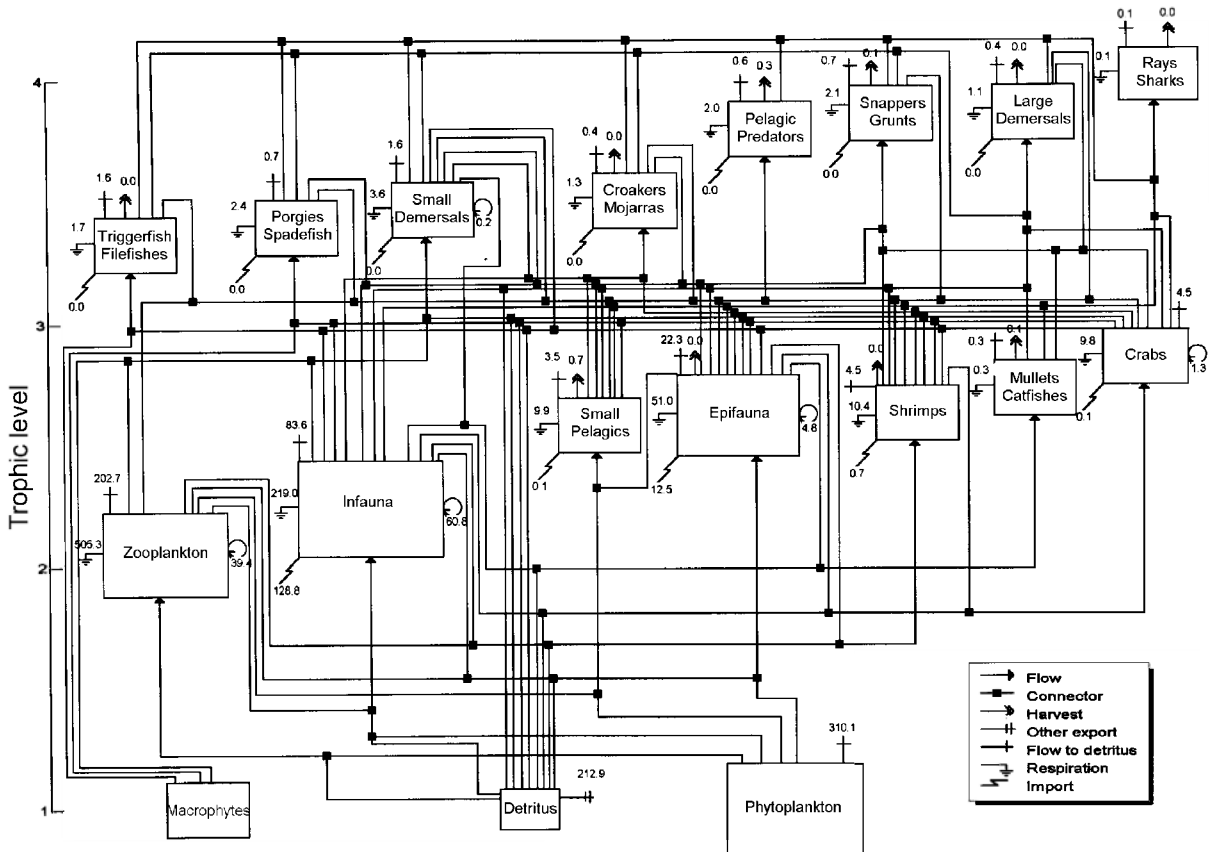 0.1 0.0
0.1
Rays
Sharks
4
0.6 0.3
2.0
Pelagic
Predators
0.0
0.7 0.1
2.1
Snappers
Grunts
0.0
0.4 0.0
1.1
Large
Demersals
0.0
1.6 0.0
1.7
Triggerfish
Filefishes
0.0
0.7
2.4
Porgies
Spadefish
0.0
1.6
3.6
Small
Demersals
0.2
0.0
0.4 0.0
1.3
Croakers
Mojarras
0.0
3
Trophic level
3.5 0.7
9.9
Small
Pelagics
0.1
22.3 0.0
51.0
Epifauna
4.8
12.5
4.5 0.0
10.4
Shrimps
0.7
0.3 0.1
0.3
Mullets
Catfishes
4.5
9.8
Crabs
1.3
0.1
202.7
505.3
Zooplankton
39.4
83.6
219.0
Infauna
60.8
128.8
2
Macrophytes
Detritus
212.9
310.1
Phytoplankton
1
Flow
Connector
Harvest
Other export
Flow to detritus
Respiration
Import